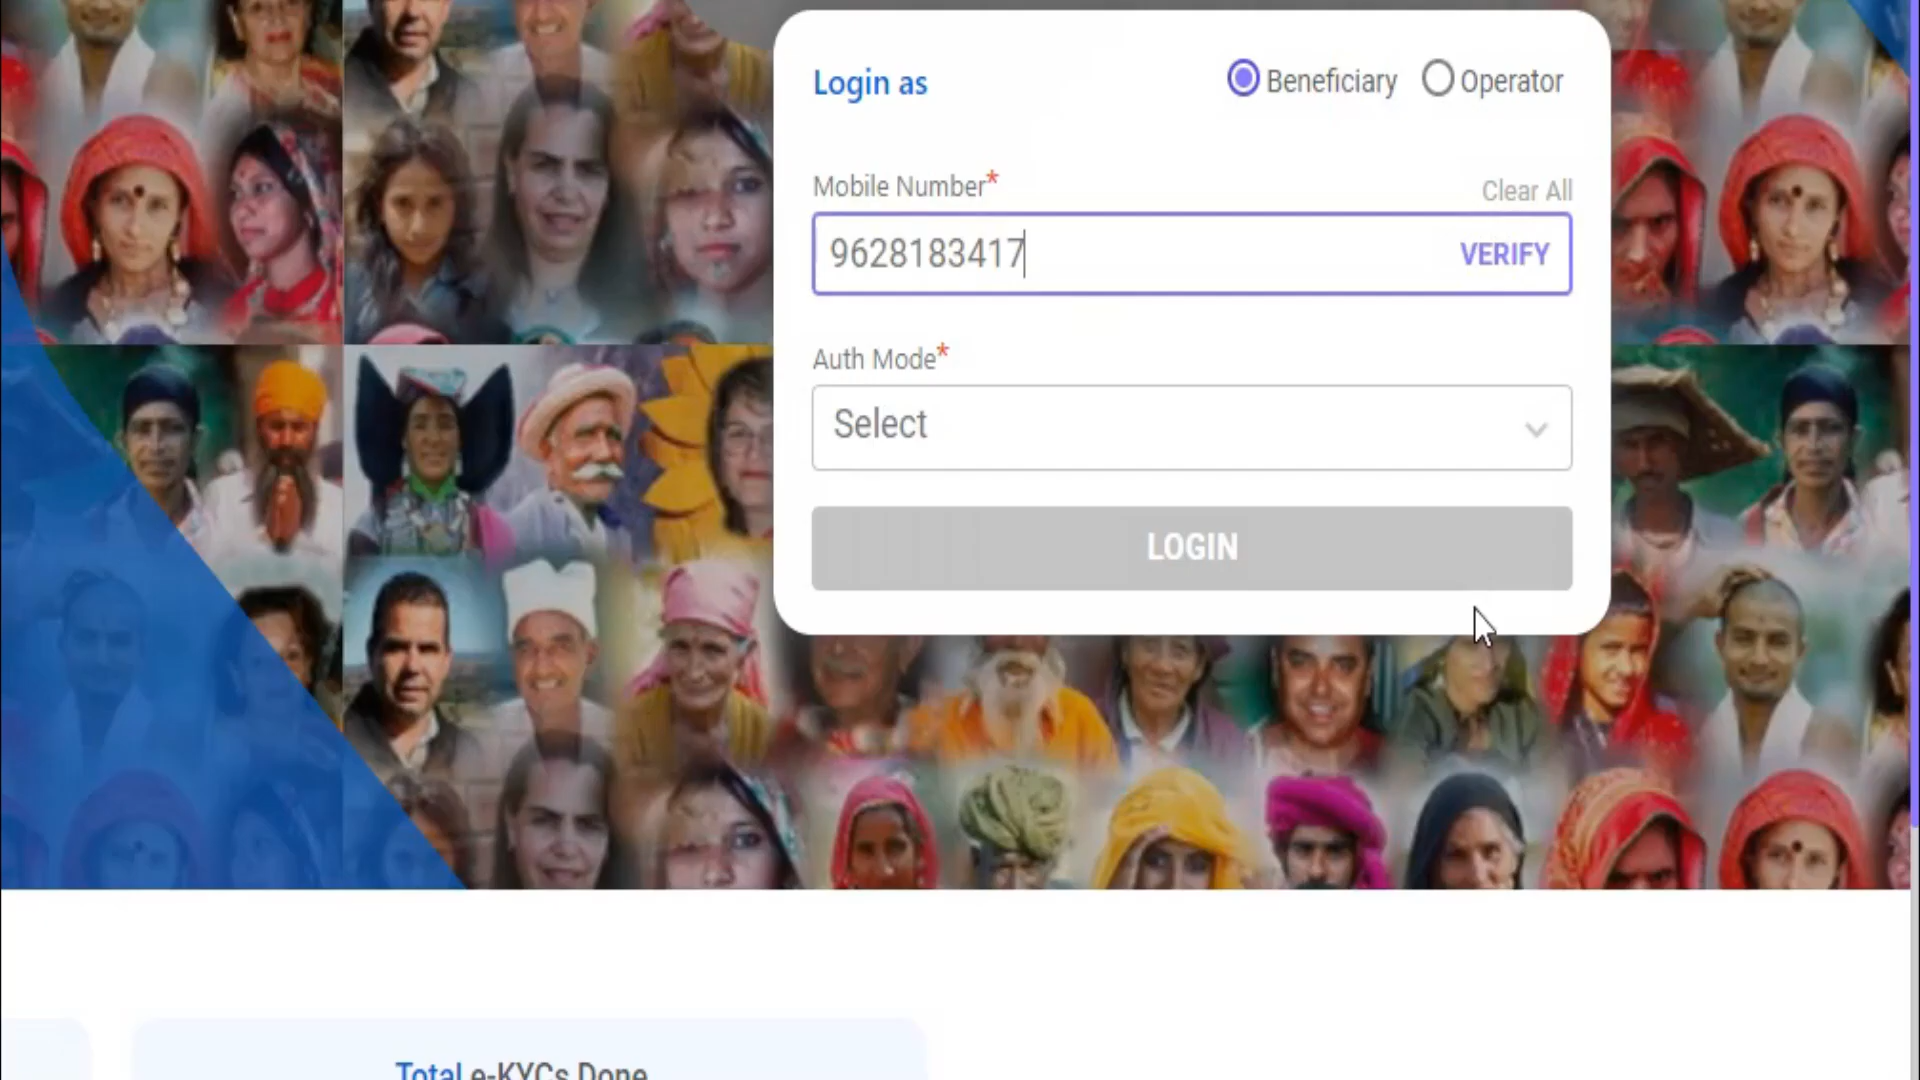 Login as
Beneficiary
Operator
Mobile Number*
Clear All
9628183417
VERIFY
Auth Mode*
Select
LOGIN
Total e-KYCs Done